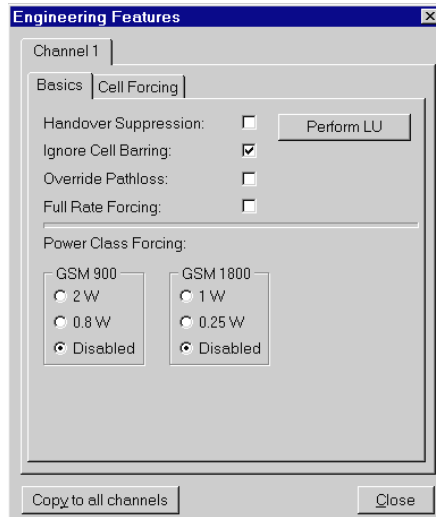 Engineering Features
Channel 1
Basics Cell Forcing
Handover Suppression:
Perform LU
Ignore Cell Barring:
Override Pathloss:
Full Rate Forcing:
Power Class Forcing:
GSM 900 GSM 1800
2 W 1 W
0.8 W 0.25 W
Disabled Disabled
Copy to all channels Close